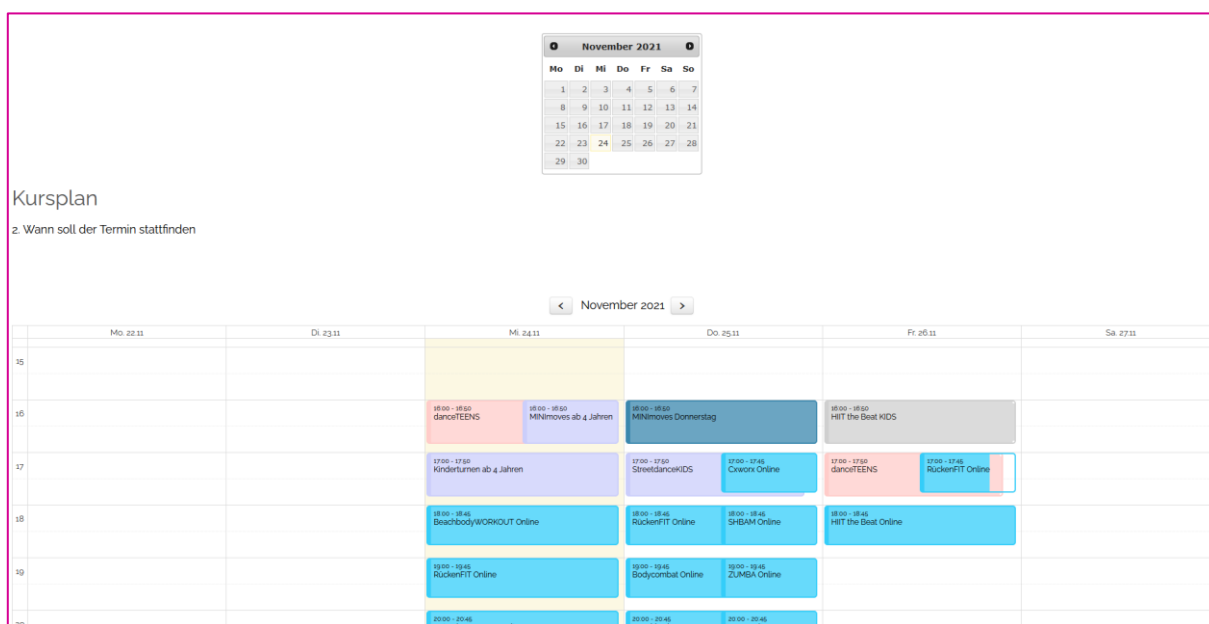 November 2021
Mo Di Mi Do Fr Sa So
1 2 3 4 5 6 7
8 9 10 11 12 13 14
15 16 17 18 19 20 21
22 23 24 25 26 27 28
29 30
Kursplan
2. Wann soll der Termin stattfinden
< November 2021 >
Mo. 22.11 Di. 23.11 Mi. 24.11 Do. 25.11 Fr. 26.11 Sa. 27.11
15
16
16:00 - 16:50 16:00 - 16:50 16:00 - 16:50 16:00 - 16:50
danceTEENS MINImoves ab 4 Jahren MINImoves Donnerstag HIIT the Beat KIDS
17
17:00 - 17:50 17:00 - 17:50 17:00 - 17:45 17:00 - 17:50 17:00 - 17:45
Kinderturnen ab 4 Jahren StreetdanceKIDS Cxworx Online danceTEENS RückenFIT Online
18
18:00 - 18:45 18:00 - 18:45 18:00 - 18:45 18:00 - 18:45
BeachbodyWORKOUT Online RückenFIT Online SHBAM Online HIIT the Beat Online
19
19:00 - 19:45 19:00 - 19:45 19:00 - 19:45
RückenFIT Online Bodycombat Online ZUMBA Online
20:00 - 20:45 20:00 - 20:45 20:00 - 20:45